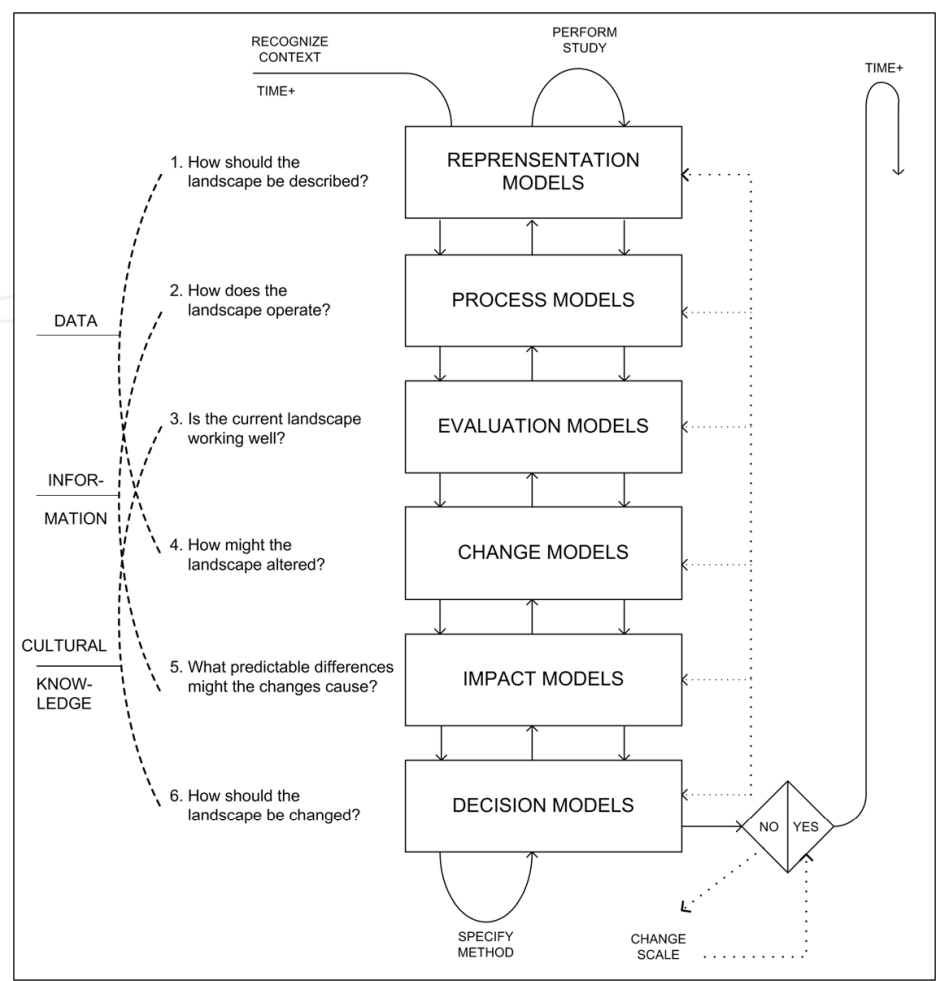 RECOGNIZE
CONTEXT
TIME+
PERFORM
STUDY
TIME+
1. How should the
landscape be described?
REPRENSENTATION
MODELS
2. How does the
landscape operate?
PROCESS MODELS
DATA
3. Is the current landscape
working well?
EVALUATION MODELS
INFOR-
MATION
4. How might the
landscape altered?
CHANGE MODELS
CULTURAL
KNOW-
LEDGE
5. What predictable differences
might the changes cause?
IMPACT MODELS
6. How should the
landscape be changed?
DECISION MODELS
NO
YES
SPECIFY
METHOD
CHANGE
SCALE